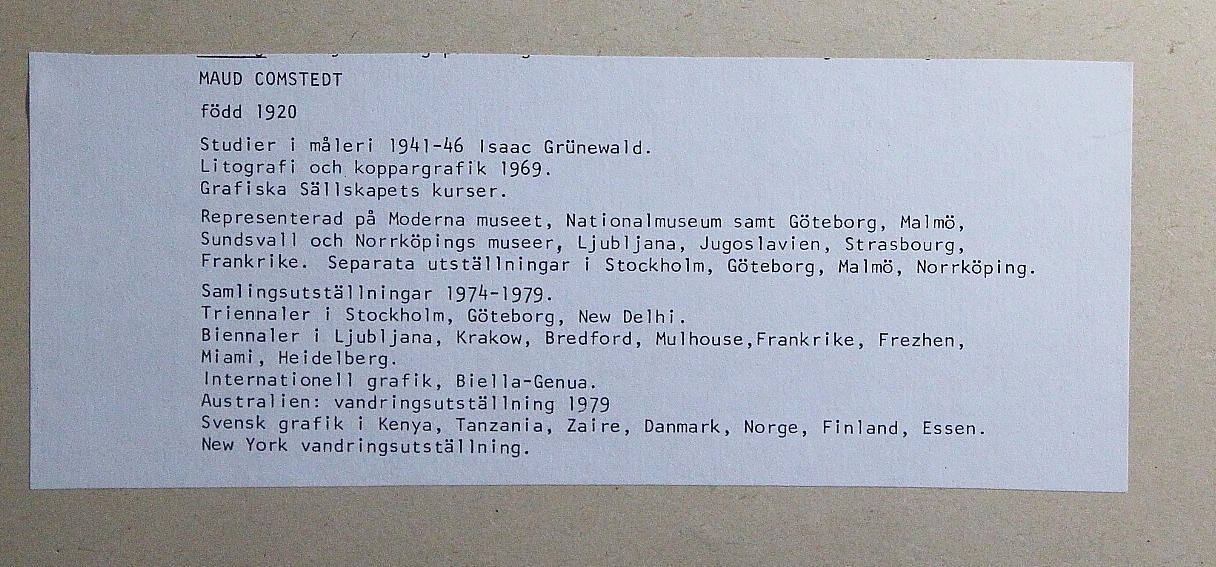 MAUD COMSTEDT
född 1920
Studier i måleri 1941-46 Isaac Grünewald.
Litografi och koppargrafik 1969.
Grafiska Sällskapets kurser.
Representerad på Moderna museet, Nationalmuseum samt Göteborg, Malmö,
Sundsvall och Norrköpings museer, Ljubljana, Jugoslavien, Strasbourg,
Frankrike. Separata utställningar i Stockholm, Göteborg, Malmö, Norrköping.
Samlingsutställningar 1974-1979.
Triennaler i Stockholm, Göteborg, New Delhi.
Biennaler i Ljubljana, Krakow, Bredford, Mulhouse,Frankrike, Frezhen,
Miami, Heidelberg.
Internationell grafik, Biella-Genua.
Australien: vandringsutställning 1979
Svensk grafik i Kenya, Tanzania, Zaire, Danmark, Norge, Finland, Essen.
New York vandringsutställning.